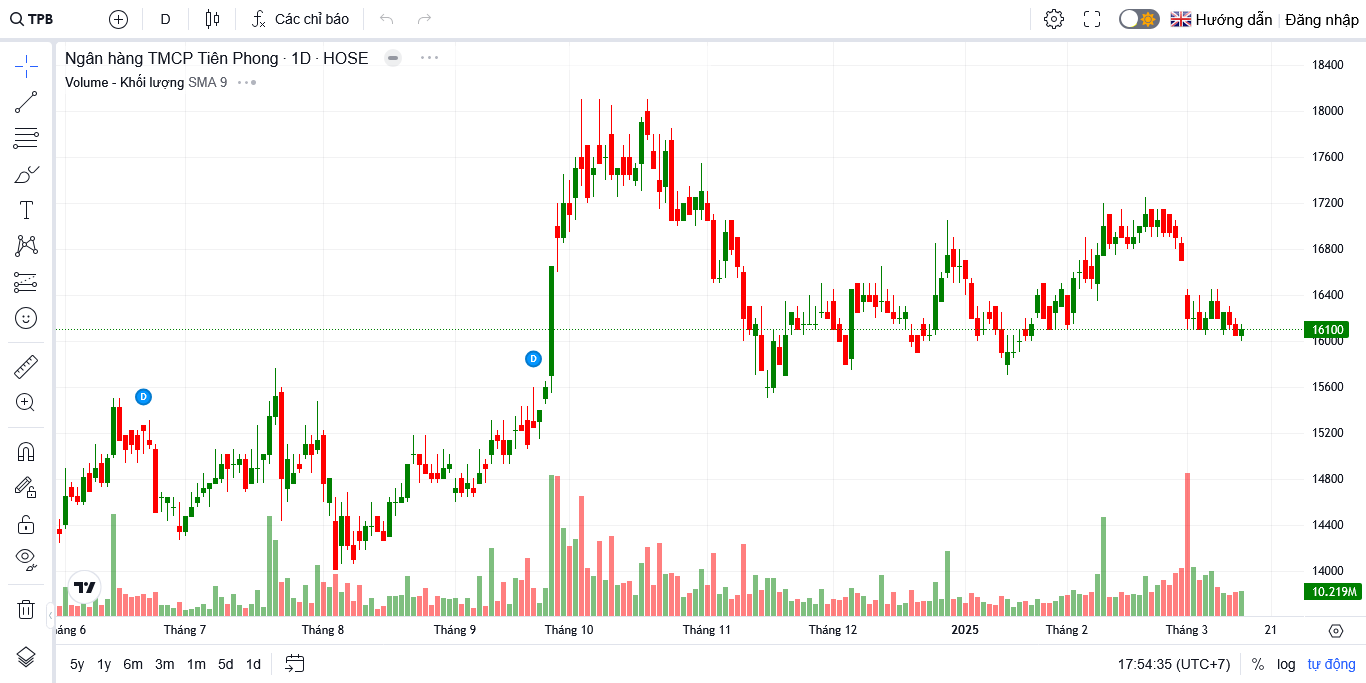 TPB D Các chỉ báo Hướng dẫn Đăng nhập
Ngân hàng TMCP Tiên Phong · 1D · HOSE
Volume - Khối lượng SMA 9
18400
18000
17600
17200
16800
16400
16100
16000
15600
15200
14800
14400
14000
10.219M
D
D
áng 6 Tháng 7 Tháng 8 Tháng 9 Tháng 10 Tháng 11 Tháng 12 2025 Tháng 2 Tháng 3 21
5y 1y 6m 3m 1m 5d 1d 17:54:35 (UTC+7) % log tự động